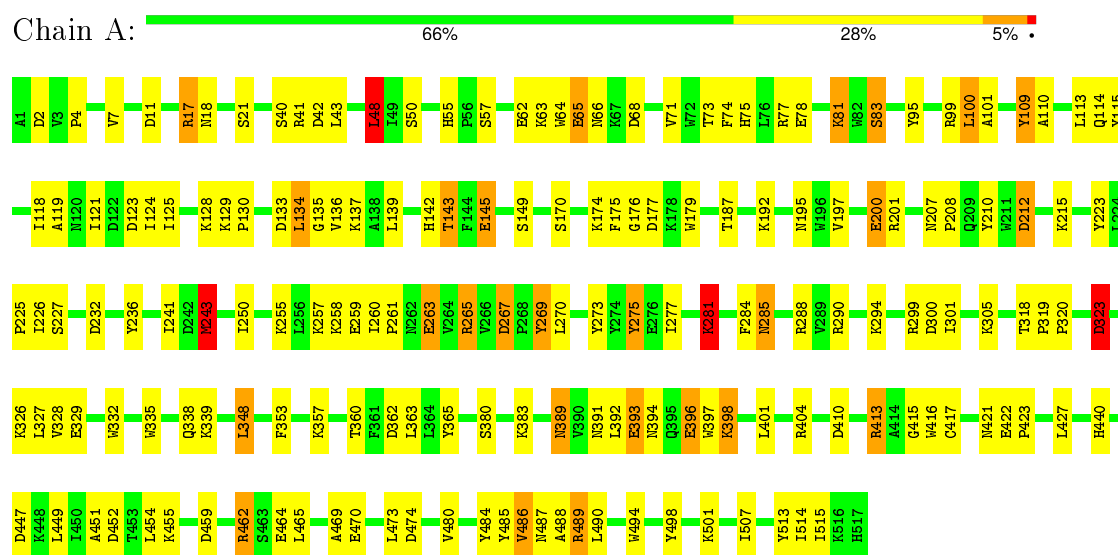 Chain A:
66% 28% 5% •
A1 D2 V3 P4 V7 D11 R17 N18 S21 S40 R41 D42 L43 L48 I49 S50 H55 P56 S57 E62 K63 W64 E65 N66 K67 D68 V71 W72 T73 F74 H75 L76 R77 E78 K81 W82 S83 Y95 R99 L100 A101 Y109 A110 L113 Q114 Y115
I118 A119 N120 I121 D122 D123 I124 I125 K128 K129 P130 D133 L134 G135 V136 K137 A138 L139 H142 T143 F144 E145 S149 S170 K174 F175 G176 D177 K178 W179 T187 K192 N195 W196 V197 E200 R201 N207 P208 Q209 Y210 W211 D212 K215 Y223 L224
P225 I226 S227 D232 Y236 I241 D242 M243 I250 K255 L256 K257 K258 E259 I260 P261 N262 E263 V264 R265 V266 D267 P268 Y269 L270 Y273 Y274 Y275 E276 I277 K281 F284 N285 R288 V289 R290 K294 R299 D300 I301 K305 T318 P319 P320 D323
K326 L327 V328 E329 W332 W335 Q338 K339 L348 F353 K357 T360 F361 D362 L363 L364 Y365 S380 K383 N389 V390 N391 L392 E393 N394 Q395 E396 W397 K398 L401 R404 D410 R413 A414 G415 W416 C417 N421 E422 P423 L427 H440
D447 K448 L449 I450 A451 D452 T453 L454 K455 D459 R462 S463 E464 L465 A469 E470 L473 D474 V480 Y484 Y485 V486 N487 A488 R489 L490 W494 Y498 K501 I507 Y513 I514 I515 K516 H517